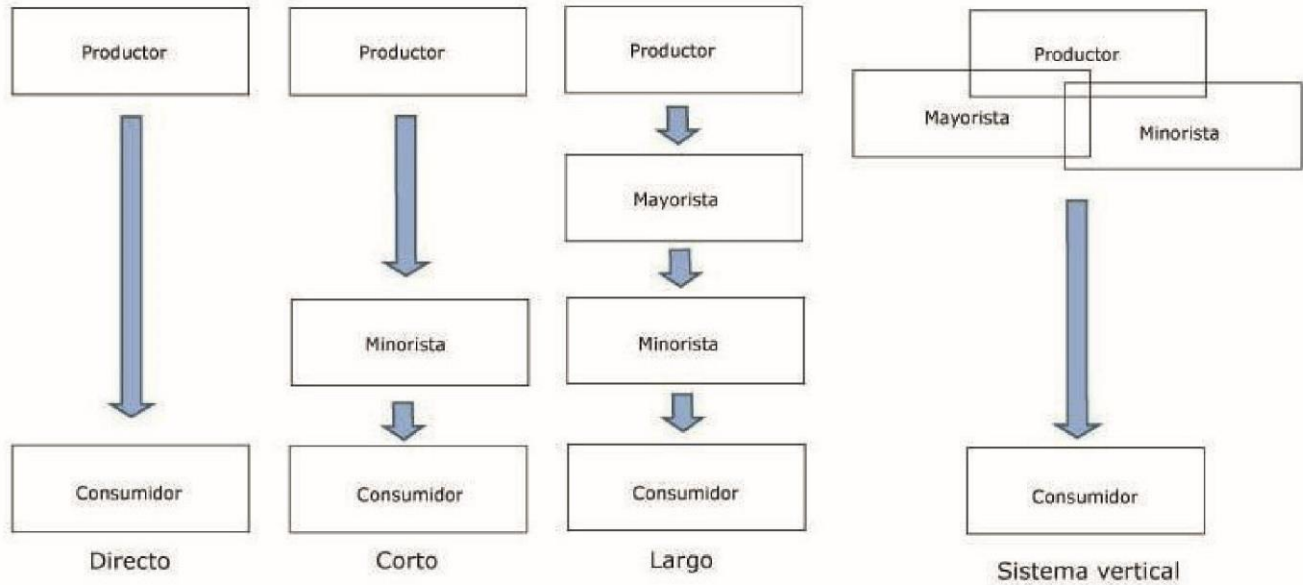 Productor
Consumidor
Directo
Productor
Minorista
Consumidor
Corto
Productor
Mayorista
Minorista
Consumidor
Largo
Productor
Mayorista
Minorista
Consumidor
Sistema vertical